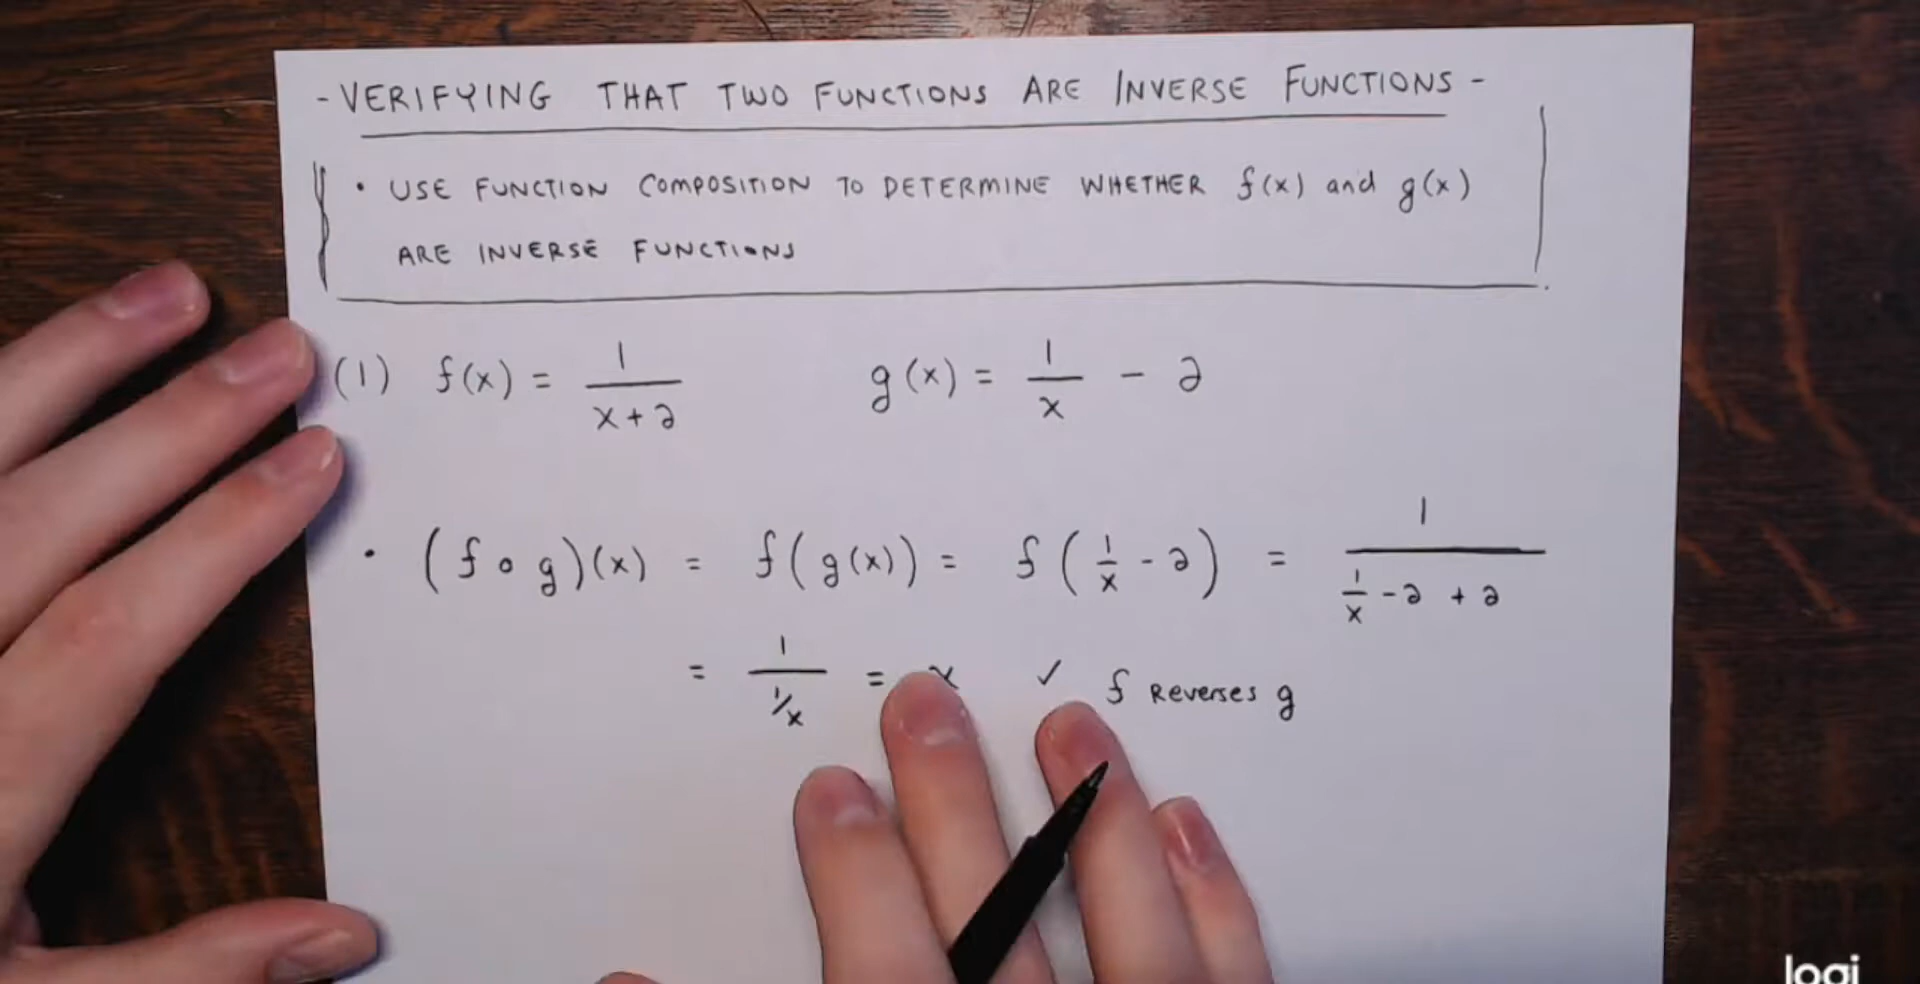 - VERIFYING THAT TWO FUNCTIONS ARE INVERSE FUNCTIONS -
• USE FUNCTION COMPOSITION TO DETERMINE WHETHER f(x) and g(x)
ARE INVERSE FUNCTIONS
(1) f(x) = 1/(x+2) g(x) = 1/x - 2
• (f∘g)(x) = f(g(x)) = f(1/x - 2) = 1/(1/x - 2 + 2)
= 1/(1/x) = x ✓ f Reverses g
logi